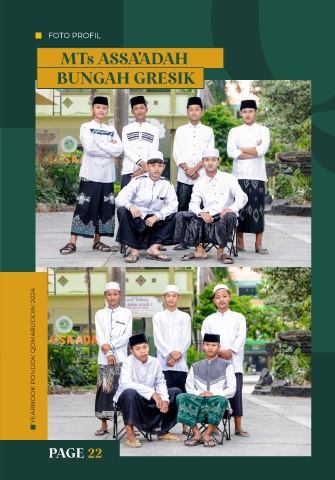 FOTO PROFIL
MTs ASSA'ADAH
BUNGAH GRESIK
YEARBOOK PONDOK QOMARUDDIN 2024
PAGE 22